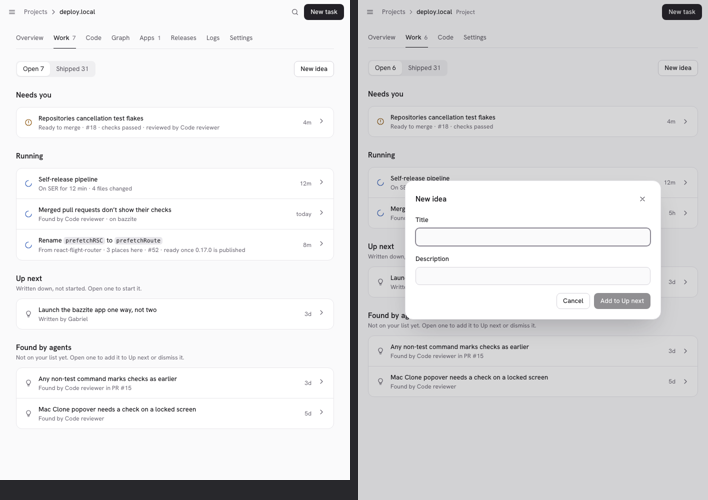 Projects > deploy.local
New task
Overview Work 7 Code Graph Apps 1 Releases Logs Settings
Open 7 Shipped 31
New idea
Needs you
Repositories cancellation test flakes
Ready to merge · #18 · checks passed · reviewed by Code reviewer
4m
Running
Self-release pipeline
On SER for 12 min · 4 files changed
12m
Merged pull requests don't show their checks
Found by Code reviewer · on bazzite
today
Rename prefetchRSC to prefetchRoute
From react-flight-router · 3 places here · #52 · ready once 0.17.0 is published
8m
Up next
Written down, not started. Open one to start it.
Launch the bazzite app one way, not two
Written by Gabriel
3d
Found by agents
Not on your list yet. Open one to add it to Up next or dismiss it.
Any non-test command marks checks as earlier
Found by Code reviewer in PR #15
3d
Mac Clone popover needs a check on a locked screen
Found by Code reviewer
5d
Projects > deploy.local Project
New task
Overview Work 6 Code Settings
Open 6 Shipped 31
New idea
Needs you
Repositories cancellation test flakes
Ready to merge · #18 · checks passed
4m
Running
Self-release pipeline
12m
5h
Up next
Written down,
3d
New idea
Title
Description
Cancel
Add to Up next
Not on your list yet. Open one to add it to Up next or dismiss it.
Any non-test command marks checks as earlier
Found by Code reviewer in PR #15
3d
Mac Clone popover needs a check on a locked screen
Found by Code reviewer
5d